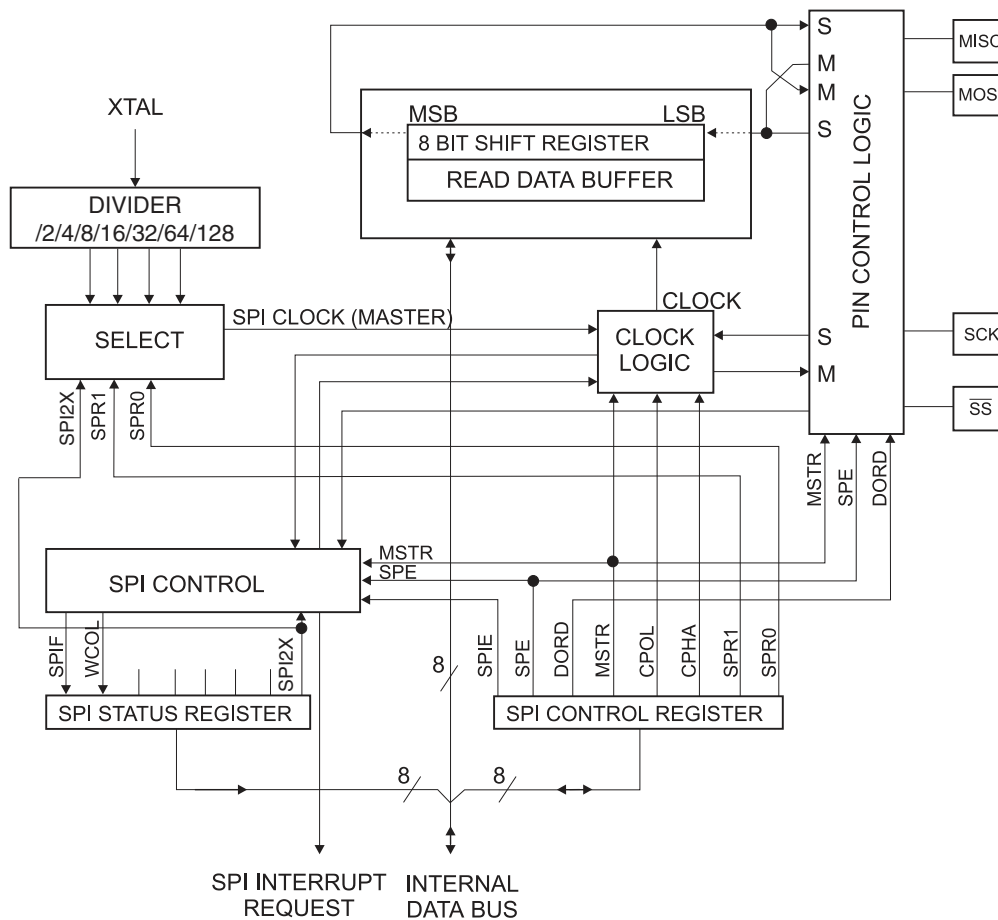 S
MISO
M
MOSI
M
S
MSB
LSB
8 BIT SHIFT REGISTER
READ DATA BUFFER
PIN CONTROL LOGIC
XTAL
DIVIDER
/2/4/8/16/32/64/128
SELECT
SPI CLOCK (MASTER)
CLOCK
CLOCK
LOGIC
S
M
SCK
SS
SPI2X
SPR1
SPR0
MSTR
SPE
DORD
SPI CONTROL
MSTR
SPE
SPIF
WCOL
SPI2X
SPIE
SPE
DORD
MSTR
CPOL
CPHA
SPR1
SPR0
8
SPI STATUS REGISTER
SPI CONTROL REGISTER
8
8
SPI INTERRUPT
REQUEST
INTERNAL
DATA BUS